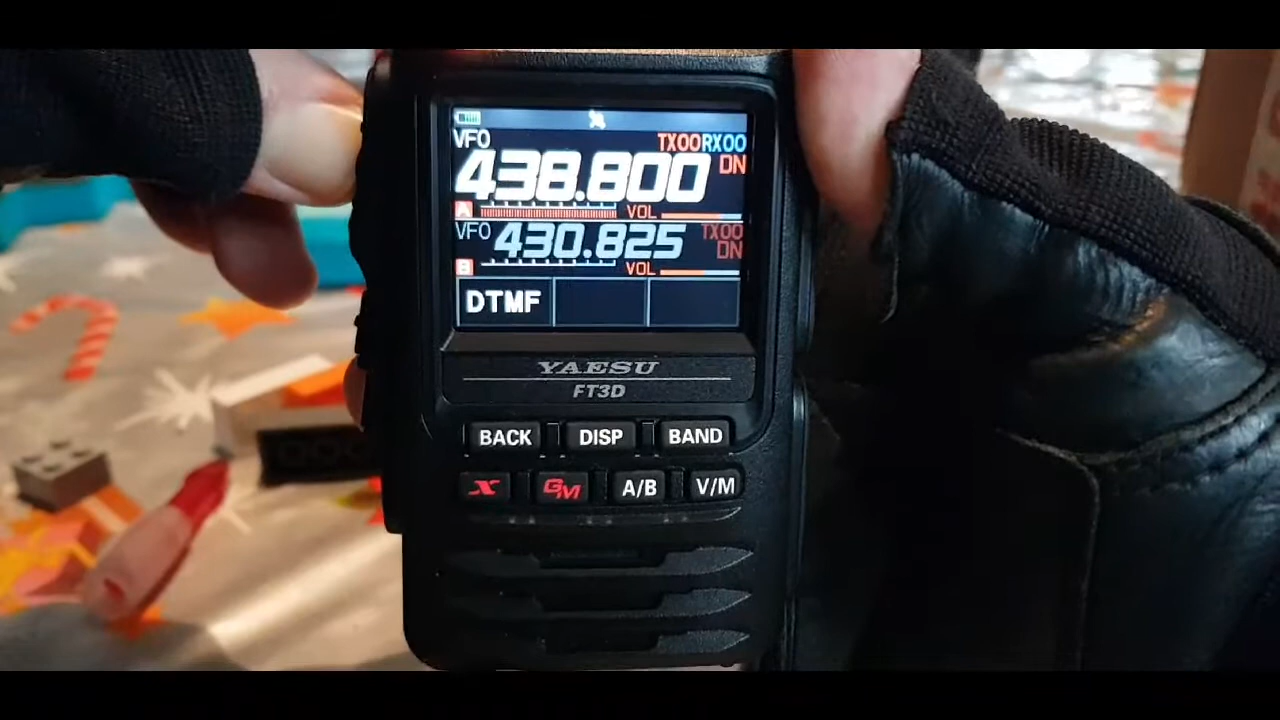 VFO TX00RX00
438.800 DN
A VOL
VFO 430.825 TX00
DN
B VOL
DTMF
YAESU
FT3D
BACK DISP BAND
X GM A/B V/M